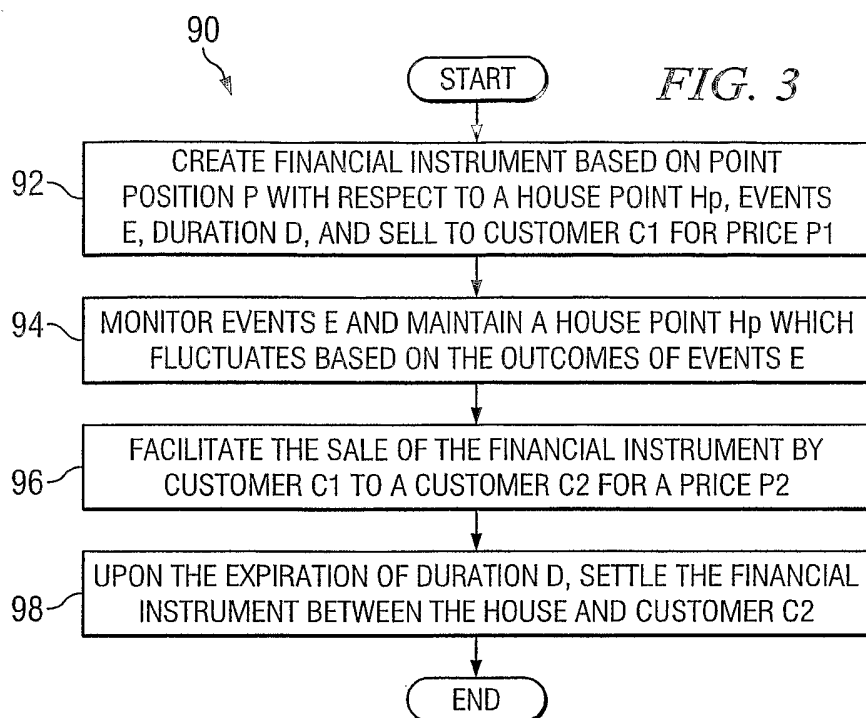 90
START
FIG. 3
92
CREATE FINANCIAL INSTRUMENT BASED ON POINT
POSITION P WITH RESPECT TO A HOUSE POINT Hp, EVENTS
E, DURATION D, AND SELL TO CUSTOMER C1 FOR PRICE P1
94
MONITOR EVENTS E AND MAINTAIN A HOUSE POINT Hp WHICH
FLUCTUATES BASED ON THE OUTCOMES OF EVENTS E
96
FACILITATE THE SALE OF THE FINANCIAL INSTRUMENT BY
CUSTOMER C1 TO A CUSTOMER C2 FOR A PRICE P2
98
UPON THE EXPIRATION OF DURATION D, SETTLE THE FINANCIAL
INSTRUMENT BETWEEN THE HOUSE AND CUSTOMER C2
END